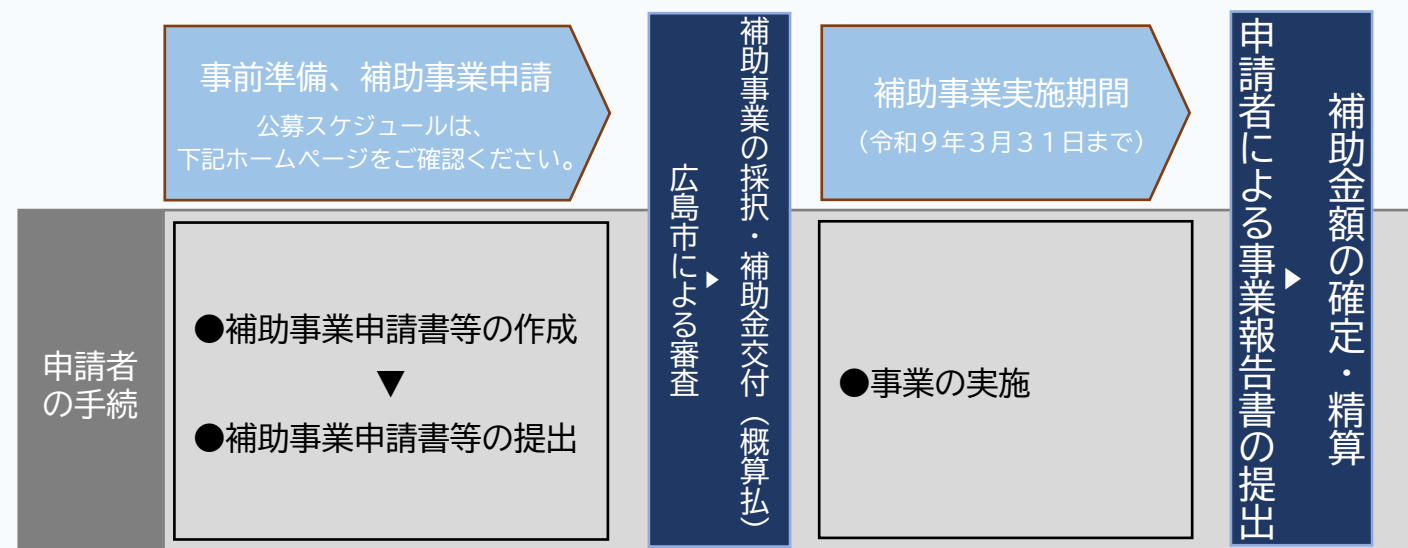 事前準備、補助事業申請
公募スケジュールは、
下記ホームページをご確認ください。
広島市による審査
▶
補助事業の採択・補助金交付（概算払）
補助事業実施期間
（令和９年３月３１日まで）
申請者による事業報告書の提出
▶
補助金額の確定・精算
申請者
の手続
●補助事業申請書等の作成
▼
●補助事業申請書等の提出
●事業の実施